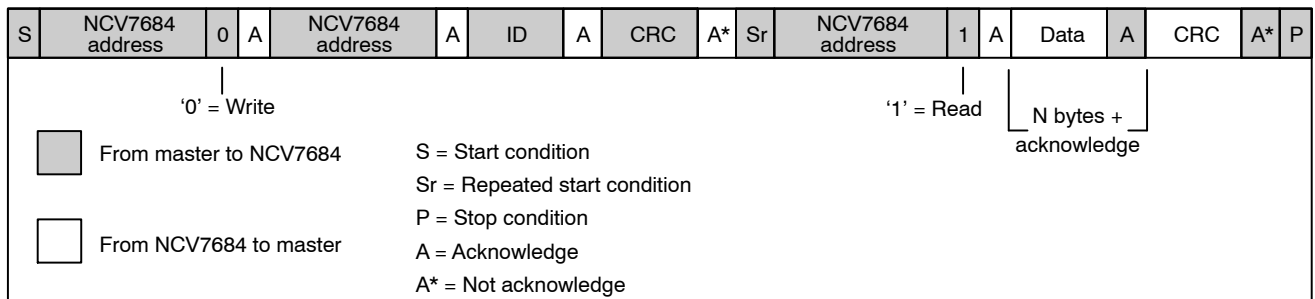 S NCV7684 address 0 A NCV7684 address A ID A CRC A* Sr NCV7684 address 1 A Data A CRC A* P
‘0’ = Write
‘1’ = Read
N bytes +
acknowledge
From master to NCV7684
From NCV7684 to master
S = Start condition
Sr = Repeated start condition
P = Stop condition
A = Acknowledge
A* = Not acknowledge